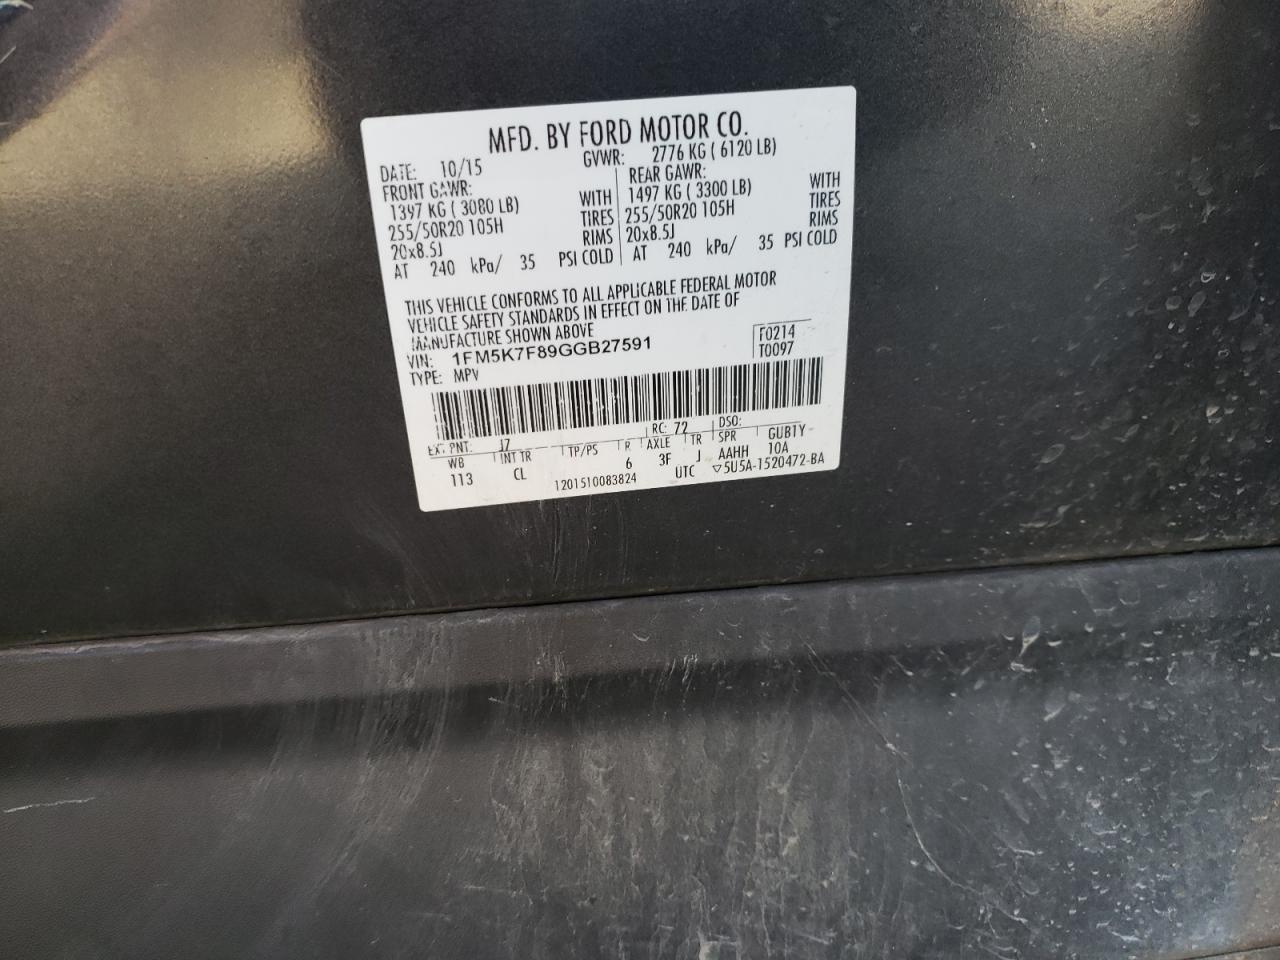 MFD. BY FORD MOTOR CO.
DATE: 10/15 GVWR: 2776 KG ( 6120 LB)
FRONT GAWR: REAR GAWR:
1397 KG ( 3080 LB) WITH 1497 KG ( 3300 LB) WITH
255/50R20 105H TIRES 255/50R20 105H TIRES
20x8.5J RIMS 20x8.5J RIMS
AT 240 kPa/ 35 PSI COLD AT 240 kPa/ 35 PSI COLD
THIS VEHICLE CONFORMS TO ALL APPLICABLE FEDERAL MOTOR
VEHICLE SAFETY STANDARDS IN EFFECT ON THE DATE OF
MANUFACTURE SHOWN ABOVE
VIN: 1FM5K7F89GGB27591 F0214
TYPE: MPV T0097
EXT PNT: J7 RC: 72 DSO:
WB INT TR TP/PS R AXLE TR SPR GUB1Y-
113 CL 6 3F J AAHH 10A
1201510083824 UTC ▽5U5A-1520472-BA